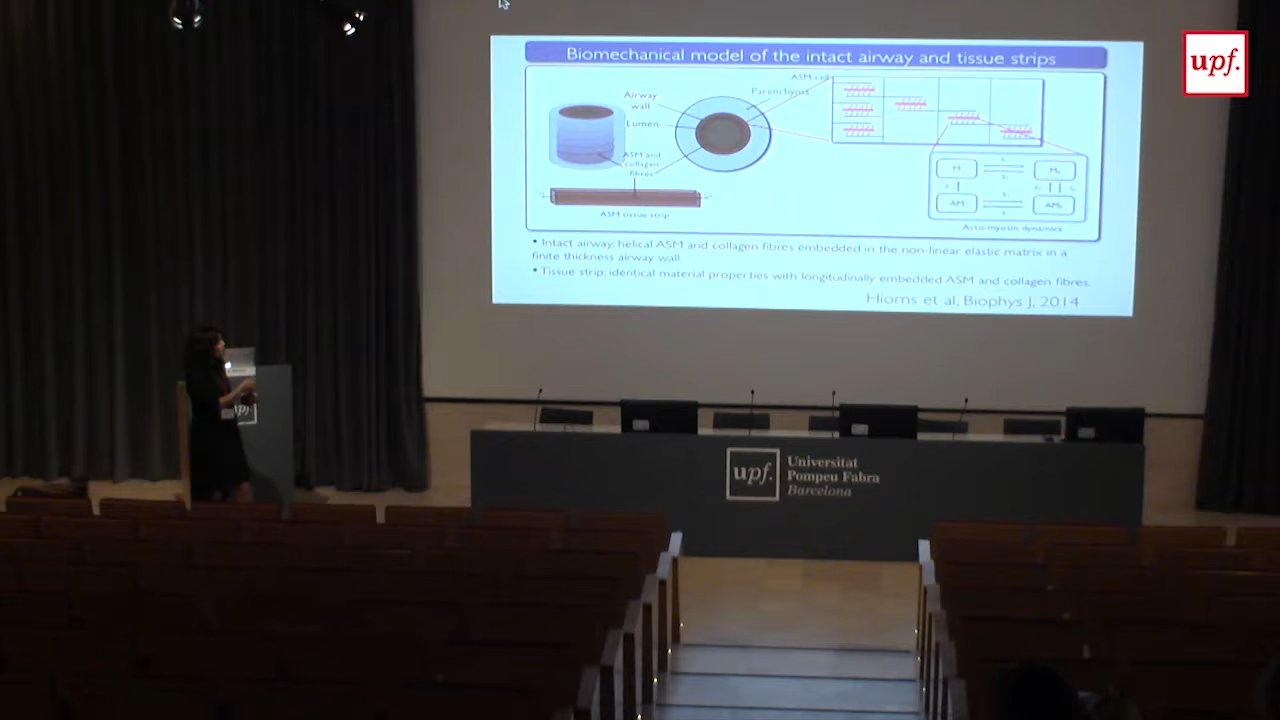 upf.
Biomechanical model of the intact airway and tissue strips
ASM cell
Parenchyma
Airway
wall
Lumen
ASM and
collagen
fibres
ASM tissue strip
M
AM
Acto-myosin dynamics
• Intact airway: helical ASM and collagen fibres embedded in the non-linear elastic matrix in a
finite thickness airway wall.
• Tissue strip: identical material properties with longitudinally embedded ASM and collagen fibres.
Hiorns et al, Biophys J, 2014
upf.
Universitat
Pompeu Fabra
Barcelona